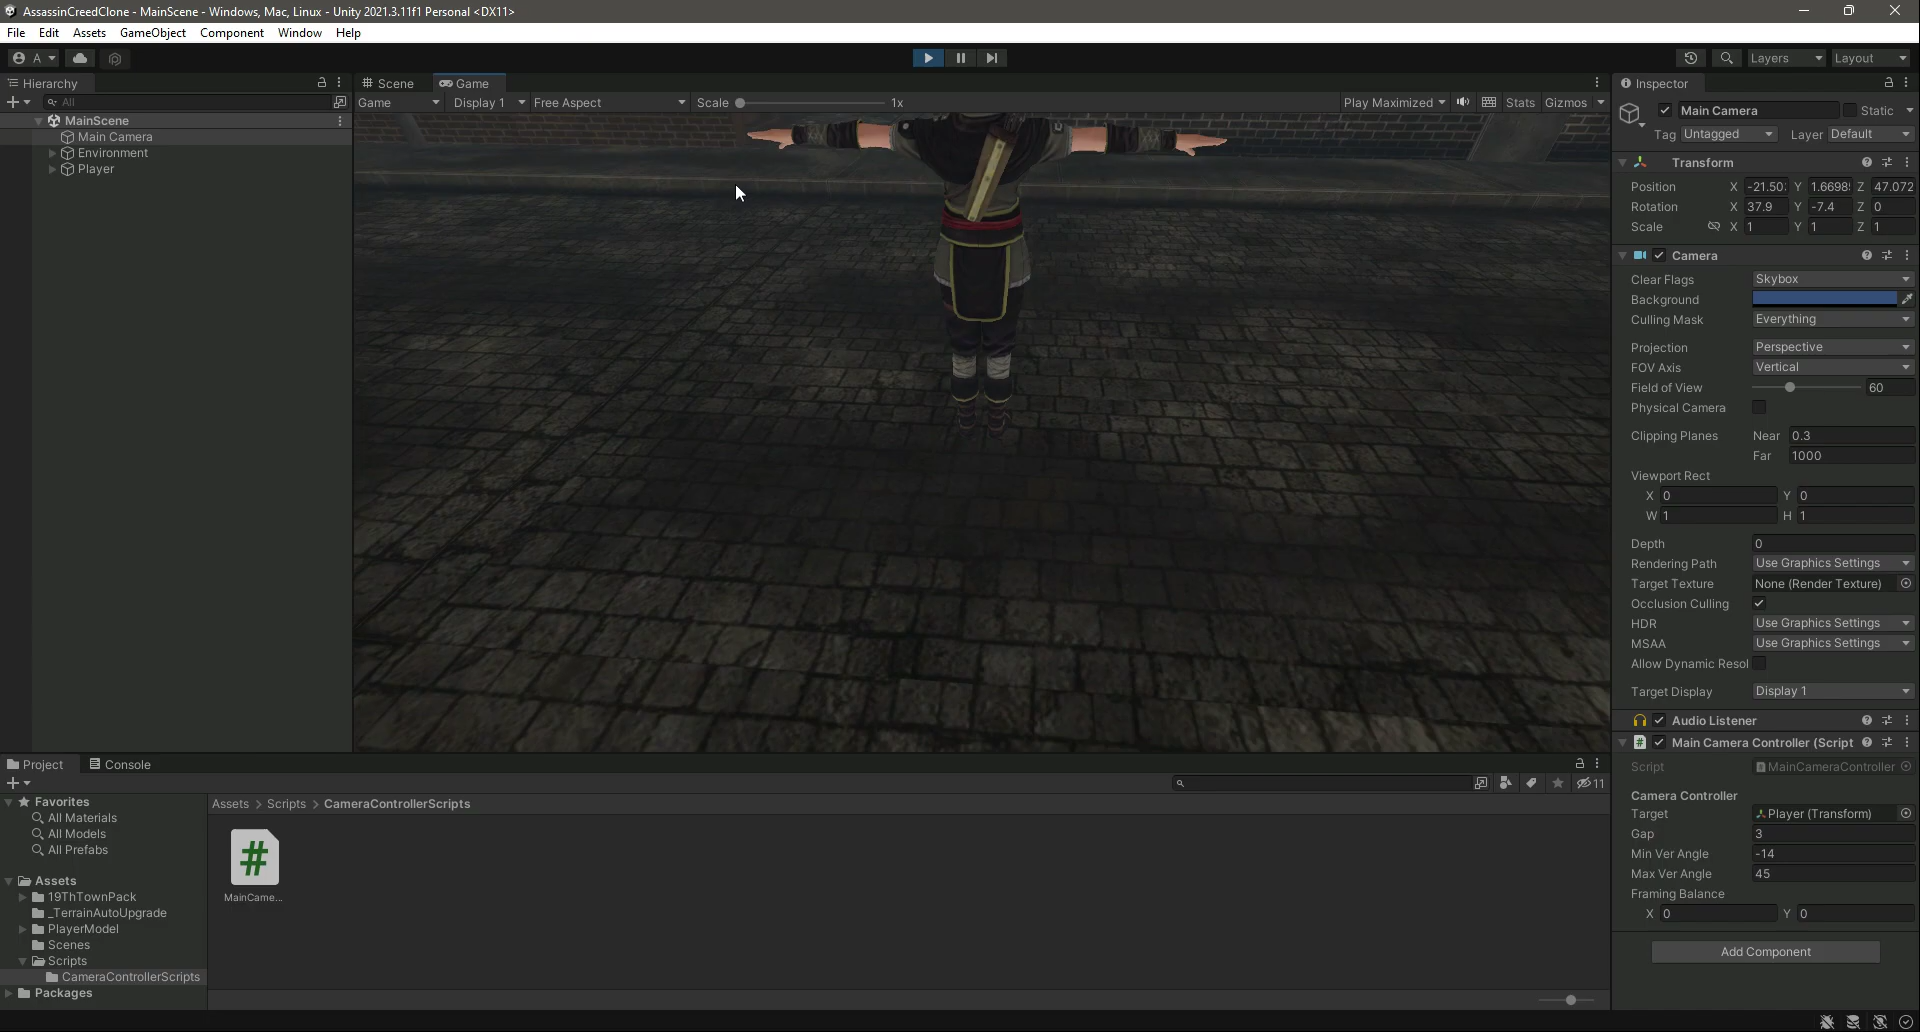 AssassinCreedClone - MainScene - Windows, Mac, Linux - Unity 2021.3.11f1 Personal <DX11>
File Edit Assets GameObject Component Window Help
A
Layers Layout
Hierarchy
All
MainScene
Main Camera
Environment
Player
Scene Game
Game Display 1 Free Aspect Scale 1x Play Maximized Stats Gizmos
Inspector
Main Camera Static
Tag Untagged Layer Default
Transform
Position X -21.50 Y 1.6698 Z 47.072
Rotation X 37.9 Y -7.4 Z 0
Scale X 1 Y 1 Z 1
Camera
Clear Flags Skybox
Background
Culling Mask Everything
Projection Perspective
FOV Axis Vertical
Field of View 60
Physical Camera
Clipping Planes Near 0.3
Far 1000
Viewport Rect
X 0 Y 0
W 1 H 1
Depth 0
Rendering Path Use Graphics Settings
Target Texture None (Render Texture)
Occlusion Culling
HDR Use Graphics Settings
MSAA Use Graphics Settings
Allow Dynamic Resol
Target Display Display 1
Audio Listener
Main Camera Controller (Script
Script MainCameraController
Camera Controller
Target Player (Transform)
Gap 3
Min Ver Angle -14
Max Ver Angle 45
Framing Balance
X 0 Y 0
Add Component
Project Console
11
Favorites
All Materials
All Models
All Prefabs
Assets
19ThTownPack
_TerrainAutoUpgrade
PlayerModel
Scenes
Scripts
CameraControllerScripts
Packages
Assets > Scripts > CameraControllerScripts
#
MainCame...